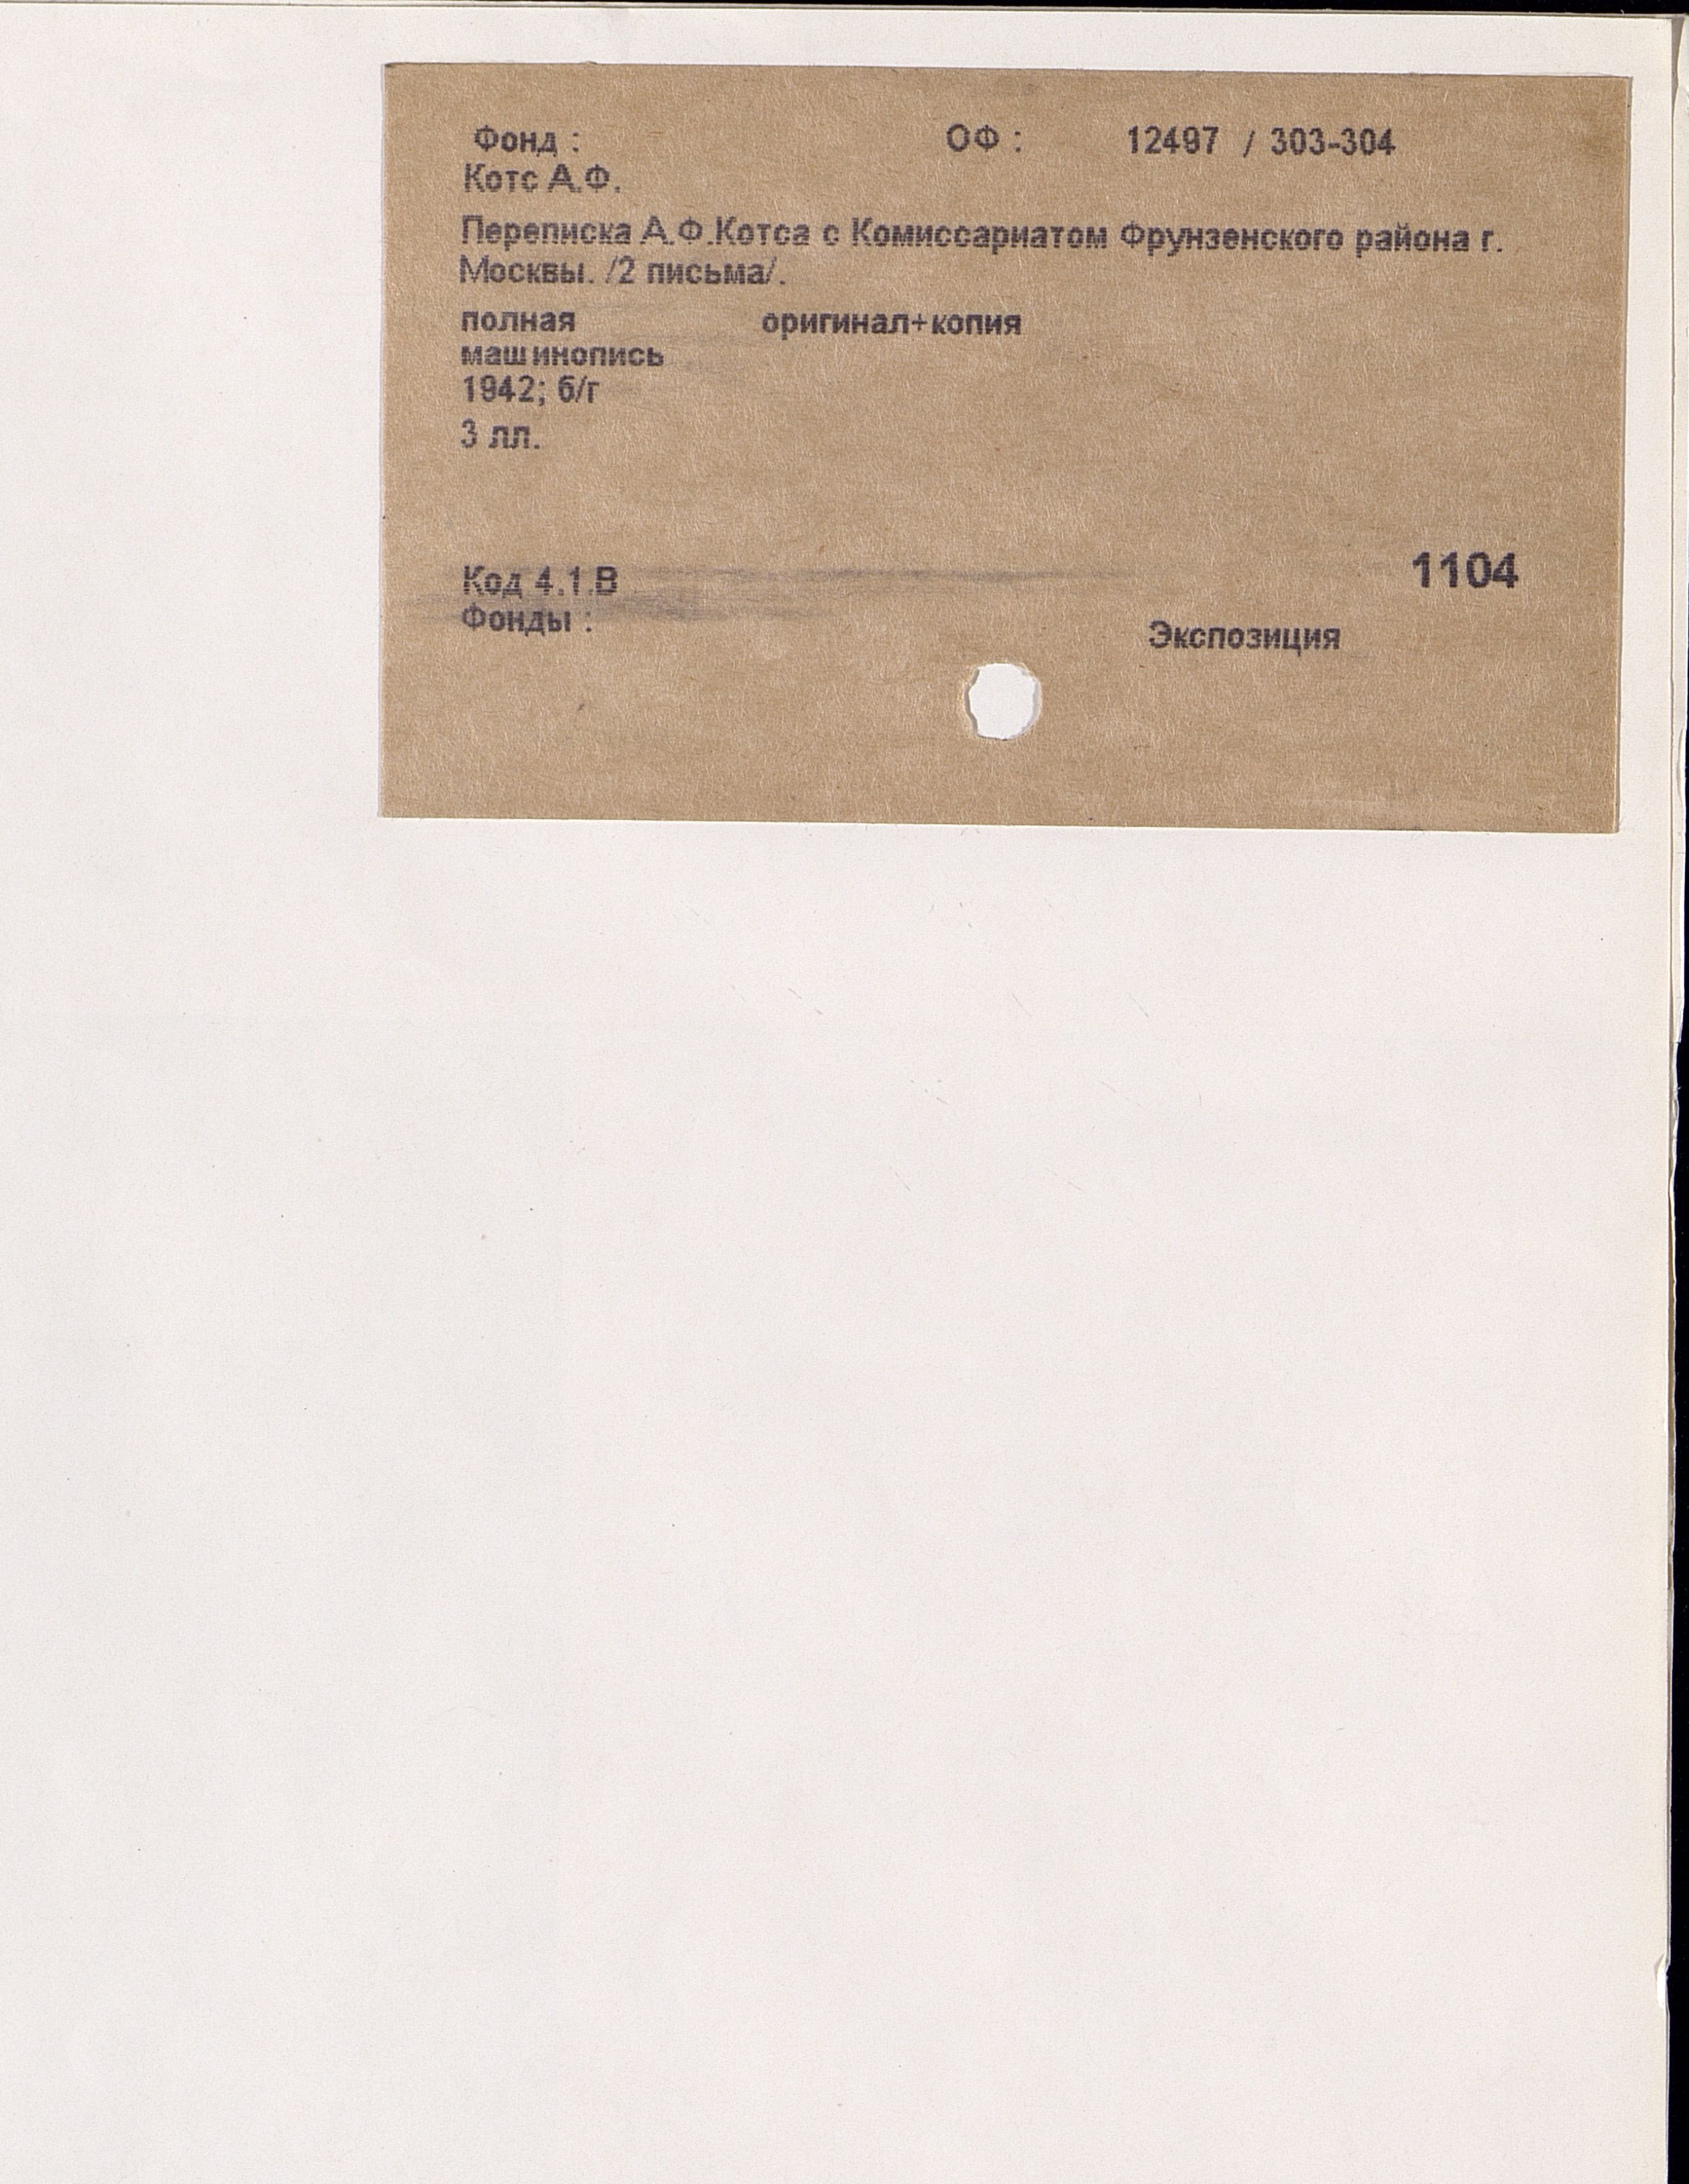 Фонд : ОФ : 12497 / 303-304
Котс А.Ф.
Переписка А.Ф.Котса с Комиссариатом Фрунзенского района г.
Москвы. /2 письма/.
полная оригинал+копия
машинопись
1942; б/г
3 лл.
1104
Код 4.1.В
Фонды :
Экспозиция